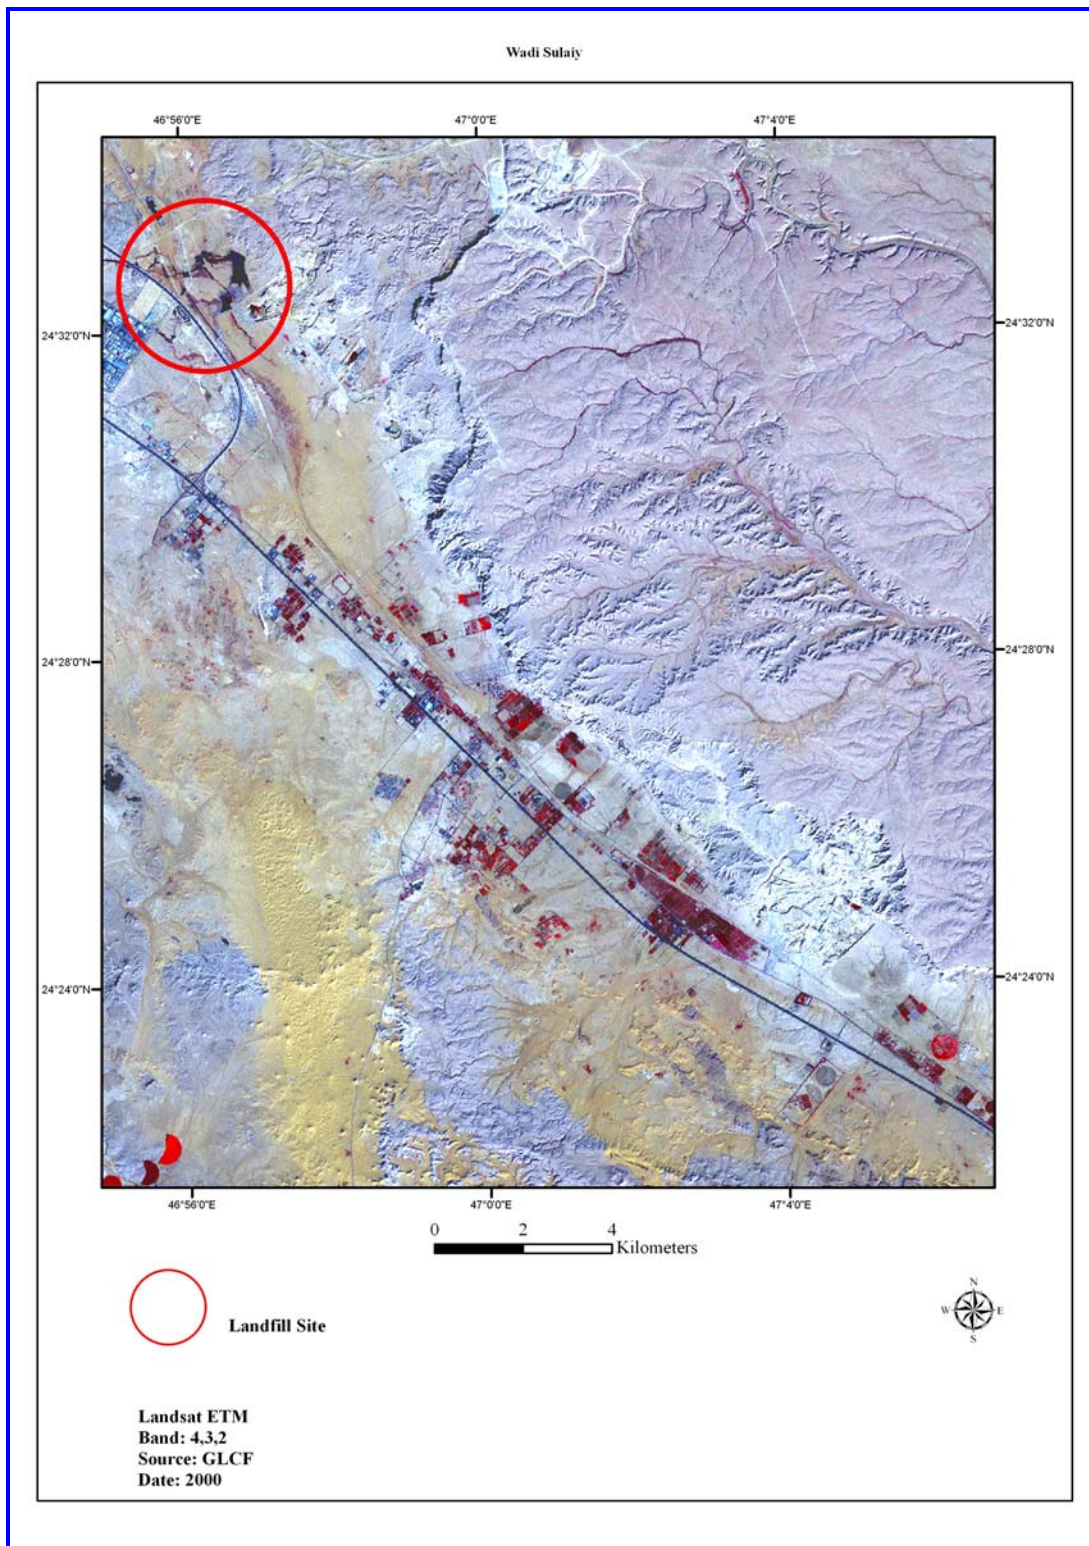 Wadi Sulaiy
46°56'0"E 47°0'0"E 47°4'0"E
24°32'0"N 24°32'0"N
24°28'0"N 24°28'0"N
24°24'0"N 24°24'0"N
46°56'0"E 47°0'0"E 47°4'0"E
0 2 4
Kilometers
N
W E
S
Landfill Site
Landsat ETM
Band: 4,3,2
Source: GLCF
Date: 2000